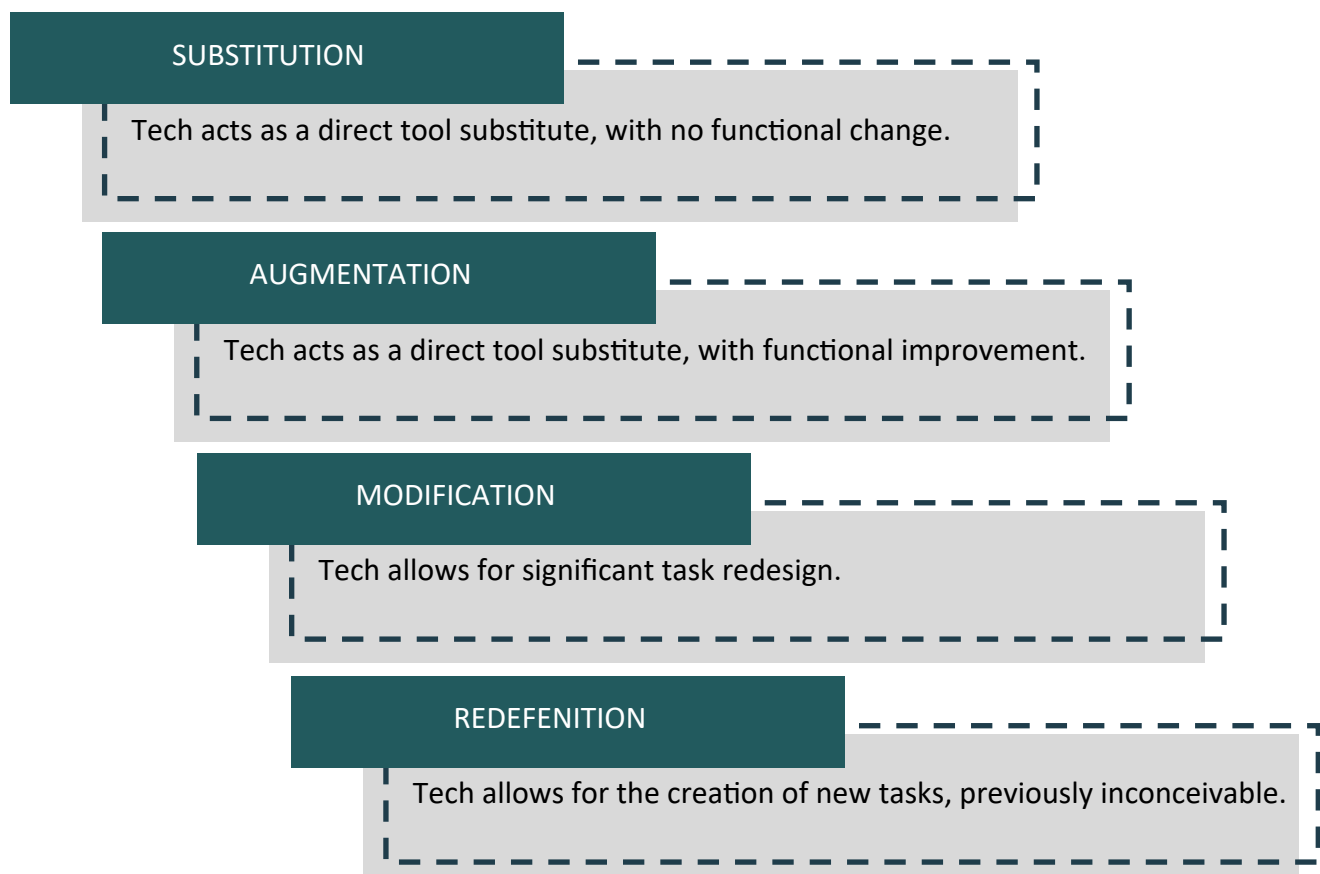 SUBSTITUTION
Tech acts as a direct tool substitute, with no functional change.
AUGMENTATION
Tech acts as a direct tool substitute, with functional improvement.
MODIFICATION
Tech allows for significant task redesign.
REDEFENITION
Tech allows for the creation of new tasks, previously inconceivable.